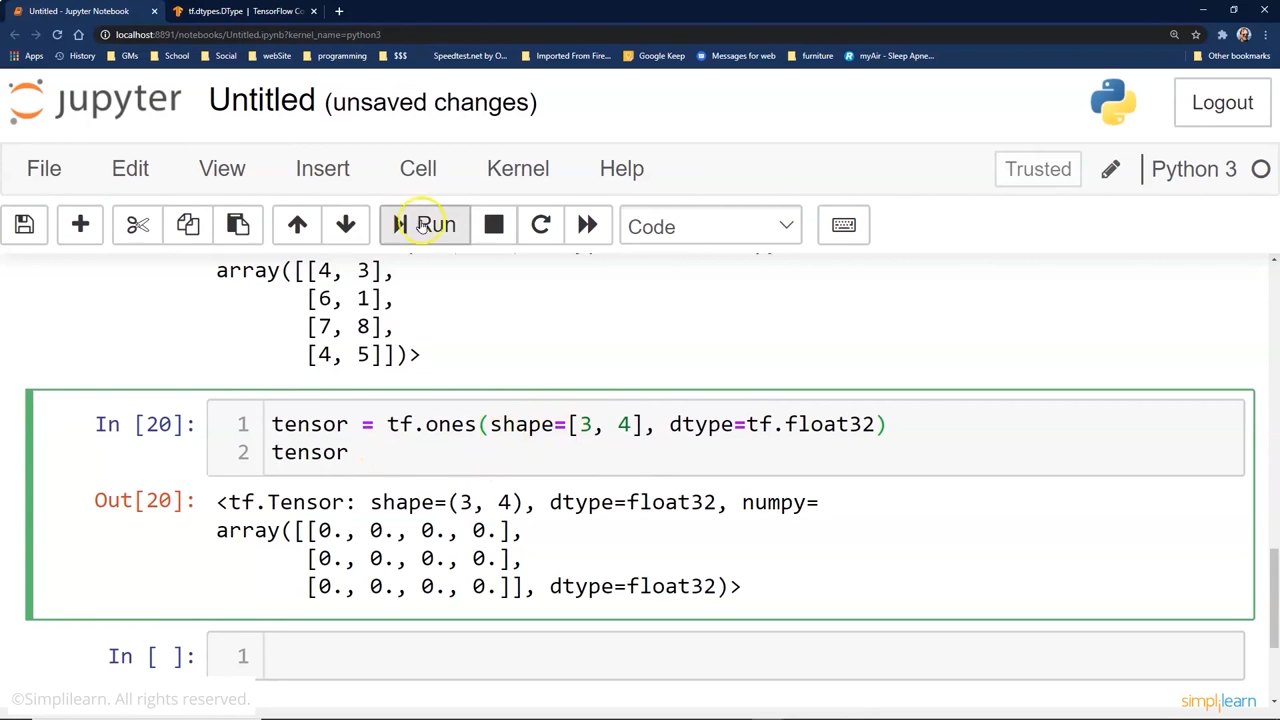 Untitled - Jupyter Notebook
tf.dtypes.DType | TensorFlow Co
localhost:8891/notebooks/Untitled.ipynb?kernel_name=python3
Apps History GMs School Social webSite programming $$$ Speedtest.net by O... Imported From Fire... Google Keep Messages for web furniture myAir - Sleep Apne... Other bookmarks
jupyter Untitled (unsaved changes) Logout
File Edit View Insert Cell Kernel Help Trusted Python 3
Run Code
array([[4, 3],
[6, 1],
[7, 8],
[4, 5]])>
In [20]: 1 tensor = tf.ones(shape=[3, 4], dtype=tf.float32)
2 tensor
Out[20]: <tf.Tensor: shape=(3, 4), dtype=float32, numpy=
array([[0., 0., 0., 0.],
[0., 0., 0., 0.],
[0., 0., 0., 0.]], dtype=float32)>
In [ ]: 1
©Simplilearn. All rights reserved.
simplilearn